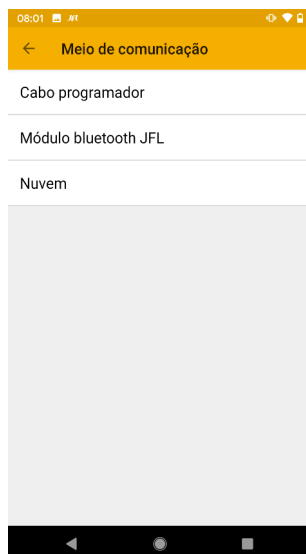 08:01
Meio de comunicação
Cabo programador
Módulo bluetooth JFL
Nuvem